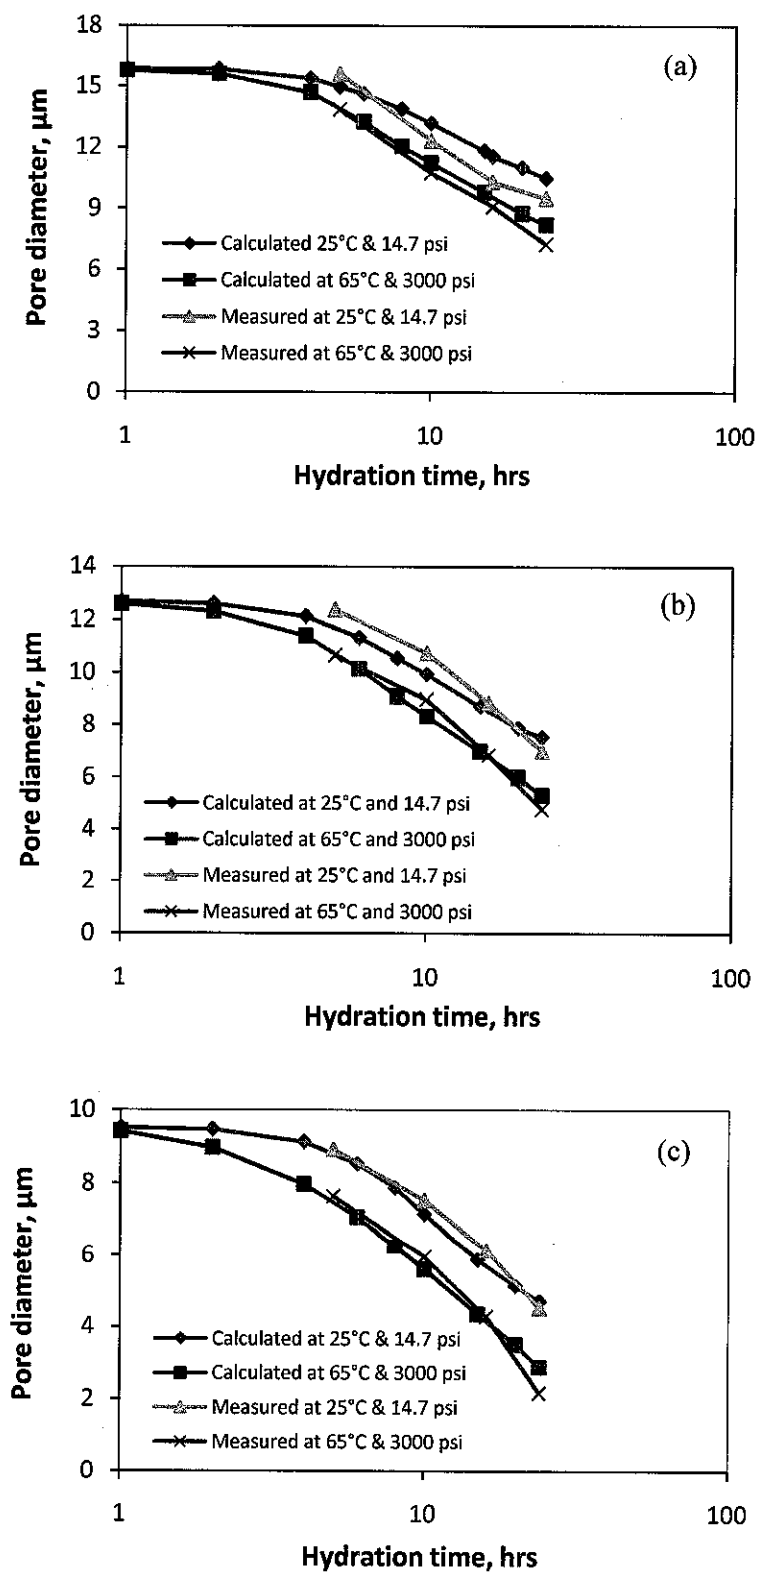 18
15
12
9
6
3
0
Pore diameter, μm
(a)
Calculated 25°C & 14.7 psi
Calculated at 65°C & 3000 psi
Measured at 25°C & 14.7 psi
Measured at 65°C & 3000 psi
1 10 100
Hydration time, hrs
14
12
10
8
6
4
2
0
Pore diameter, μm
(b)
Calculated at 25°C and 14.7 psi
Calculated at 65°C and 3000 psi
Measured at 25°C and 14.7 psi
Measured at 65°C and 3000 psi
1 10 100
Hydration time, hrs
10
8
6
4
2
0
Pore diameter, μm
(c)
Calculated at 25°C & 14.7 psi
Calculated at 65°C & 3000 psi
Measured at 25°C & 14.7 psi
Measured at 65°C & 3000 psi
1 10 100
Hydration time, hrs